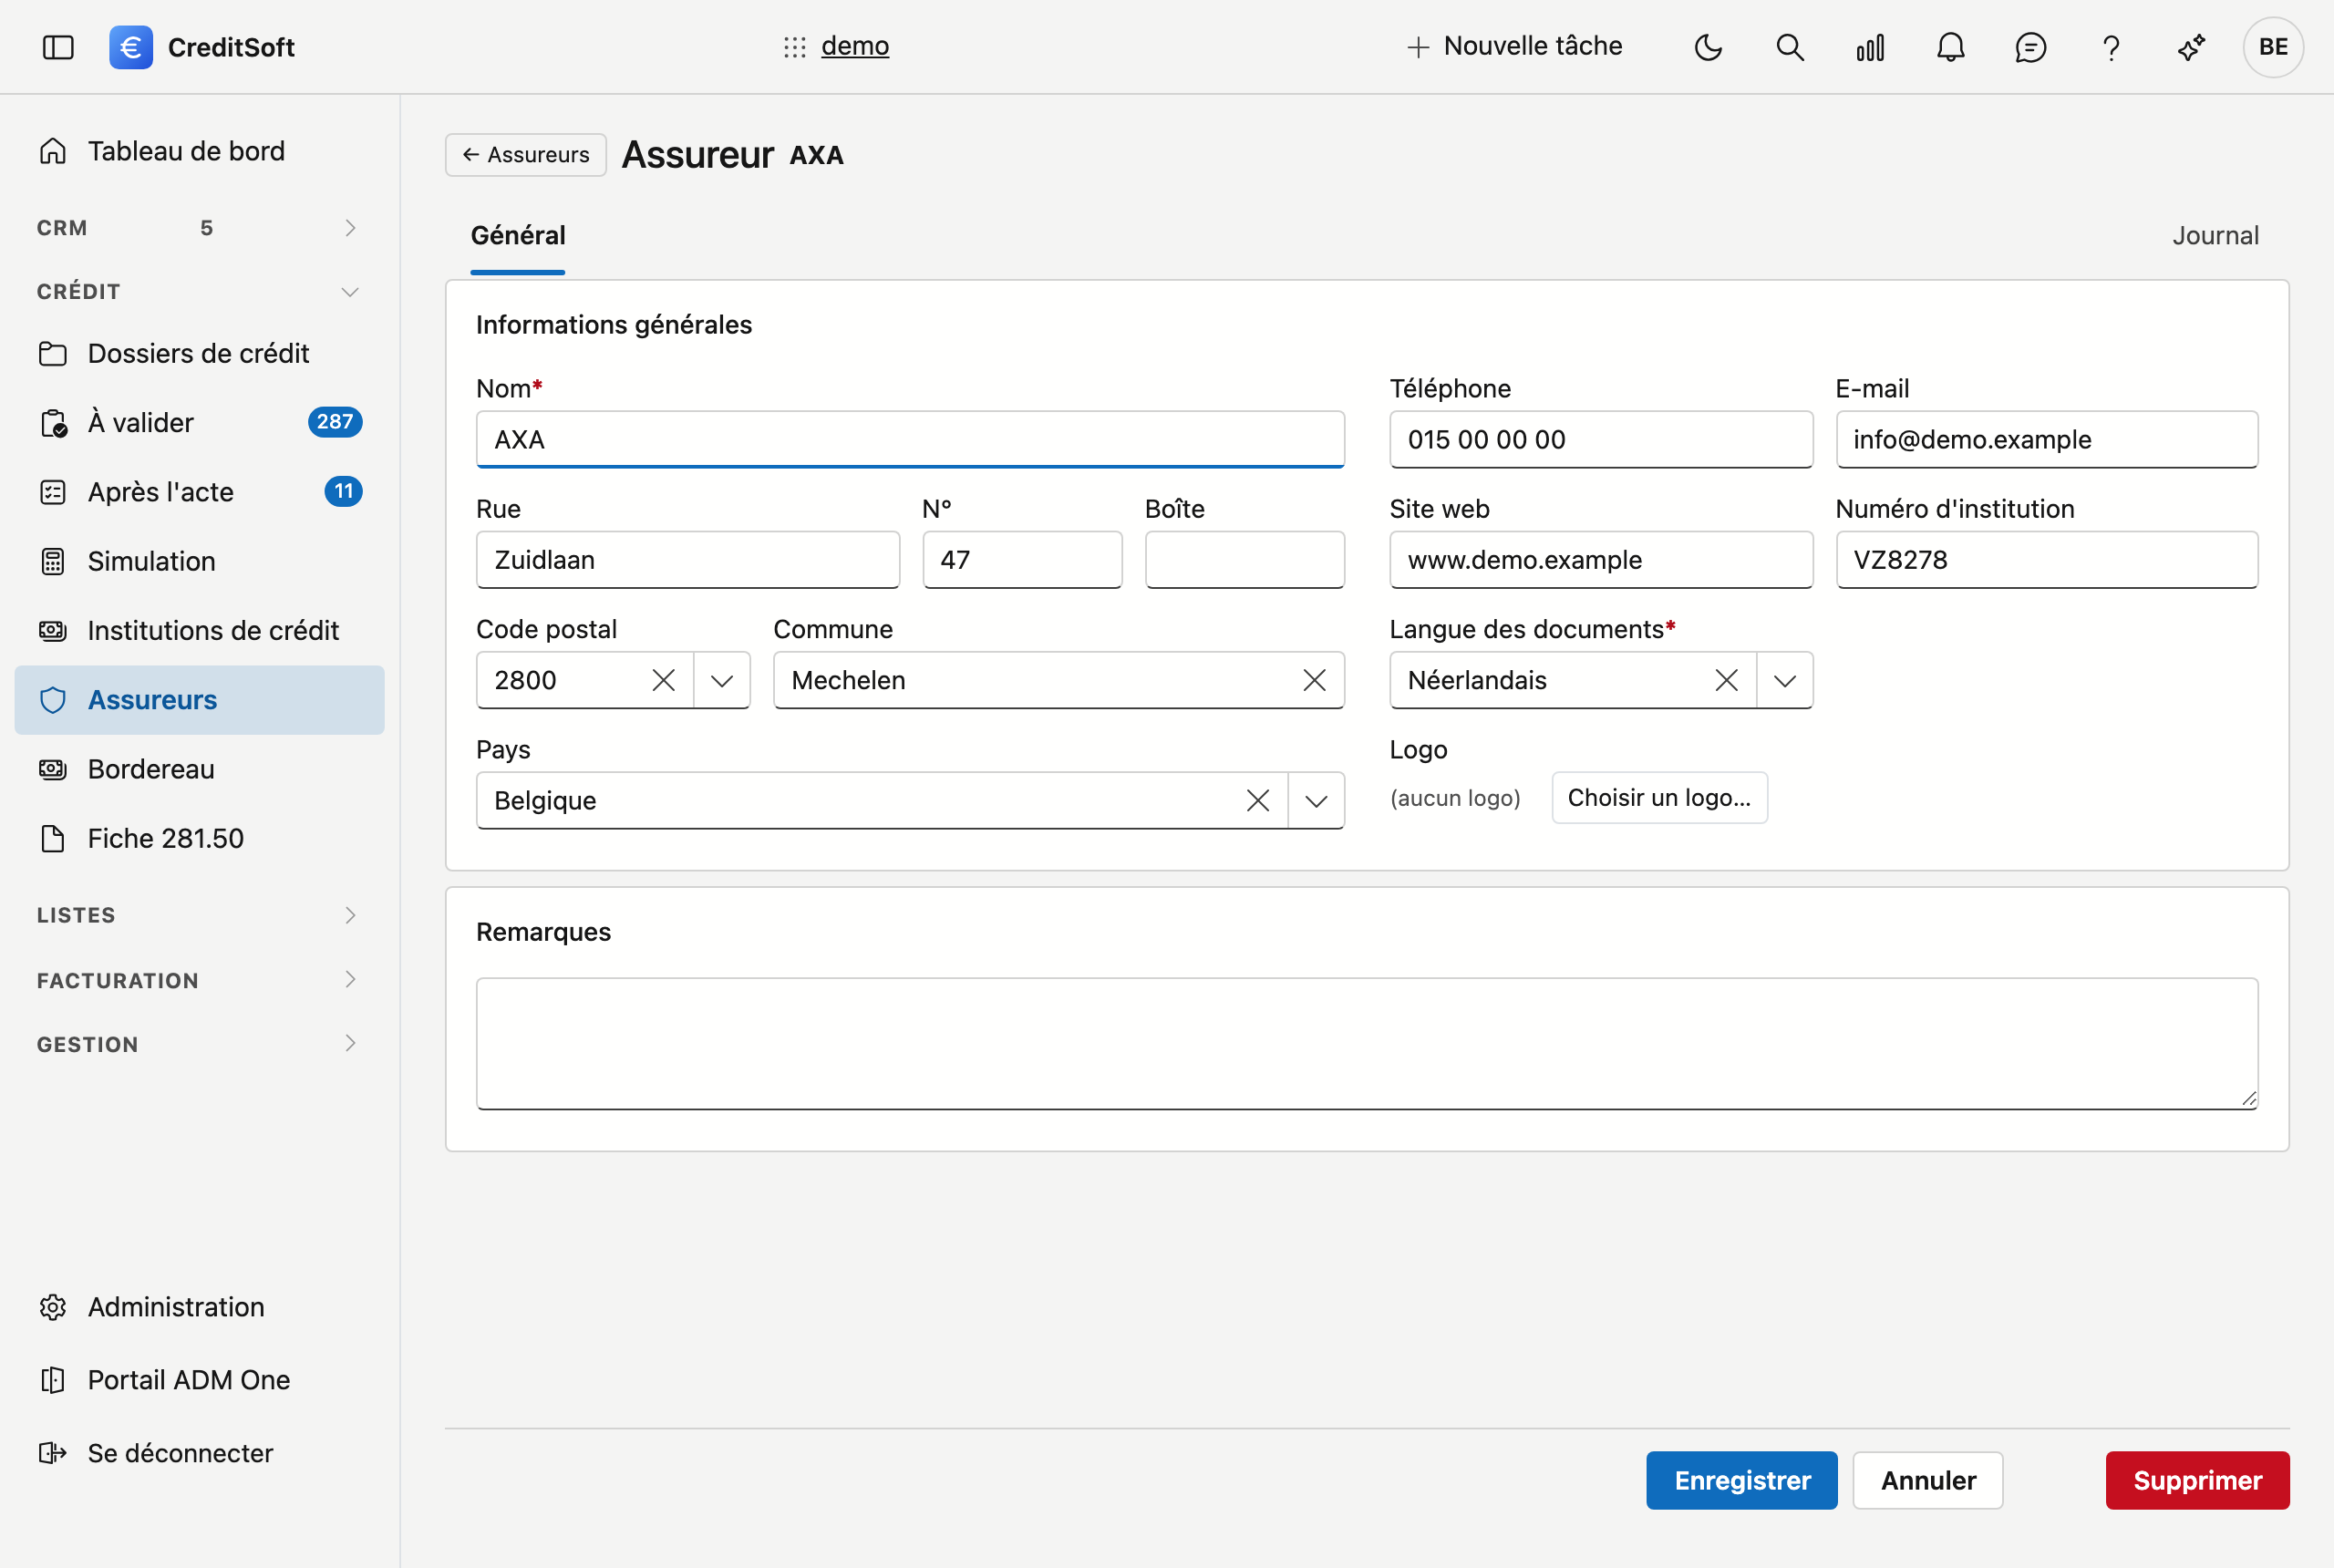 CreditSoft
demo
Nouvelle tâche
BE
Tableau de bord
CRM 5
CRÉDIT
Dossiers de crédit
À valider 287
Après l'acte 11
Simulation
Institutions de crédit
Assureurs
Bordereau
Fiche 281.50
LISTES
FACTURATION
GESTION
Administration
Portail ADM One
Se déconnecter
← Assureurs Assureur AXA
Général Journal
Informations générales
Nom* Téléphone E-mail
AXA 015 00 00 00 info@demo.example
Rue N° Boîte Site web Numéro d'institution
Zuidlaan 47 www.demo.example VZ8278
Code postal Commune Langue des documents*
2800 Mechelen Néerlandais
Pays Logo
Belgique (aucun logo) Choisir un logo...
Remarques
Enregistrer Annuler Supprimer